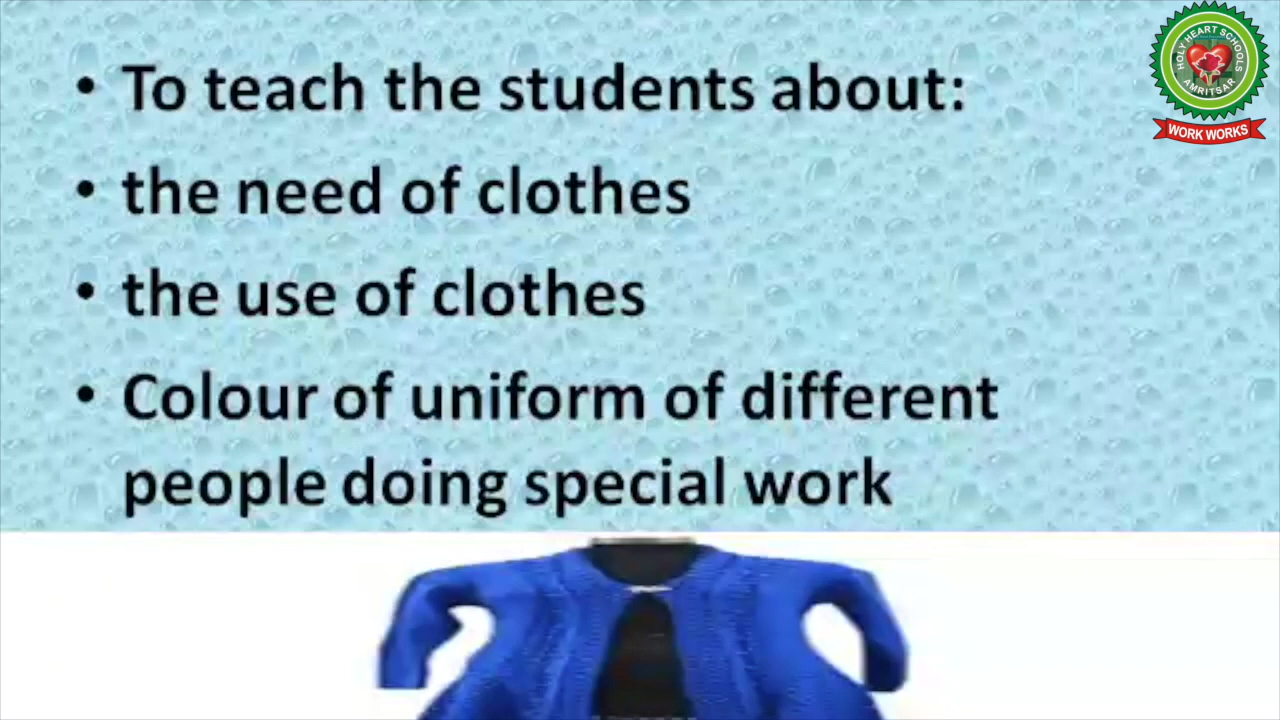 • To teach the students about:
• the need of clothes
• the use of clothes
• Colour of uniform of different
people doing special work
HOLY HEART SCHOOLS
AMRITSAR
WORK WORKS